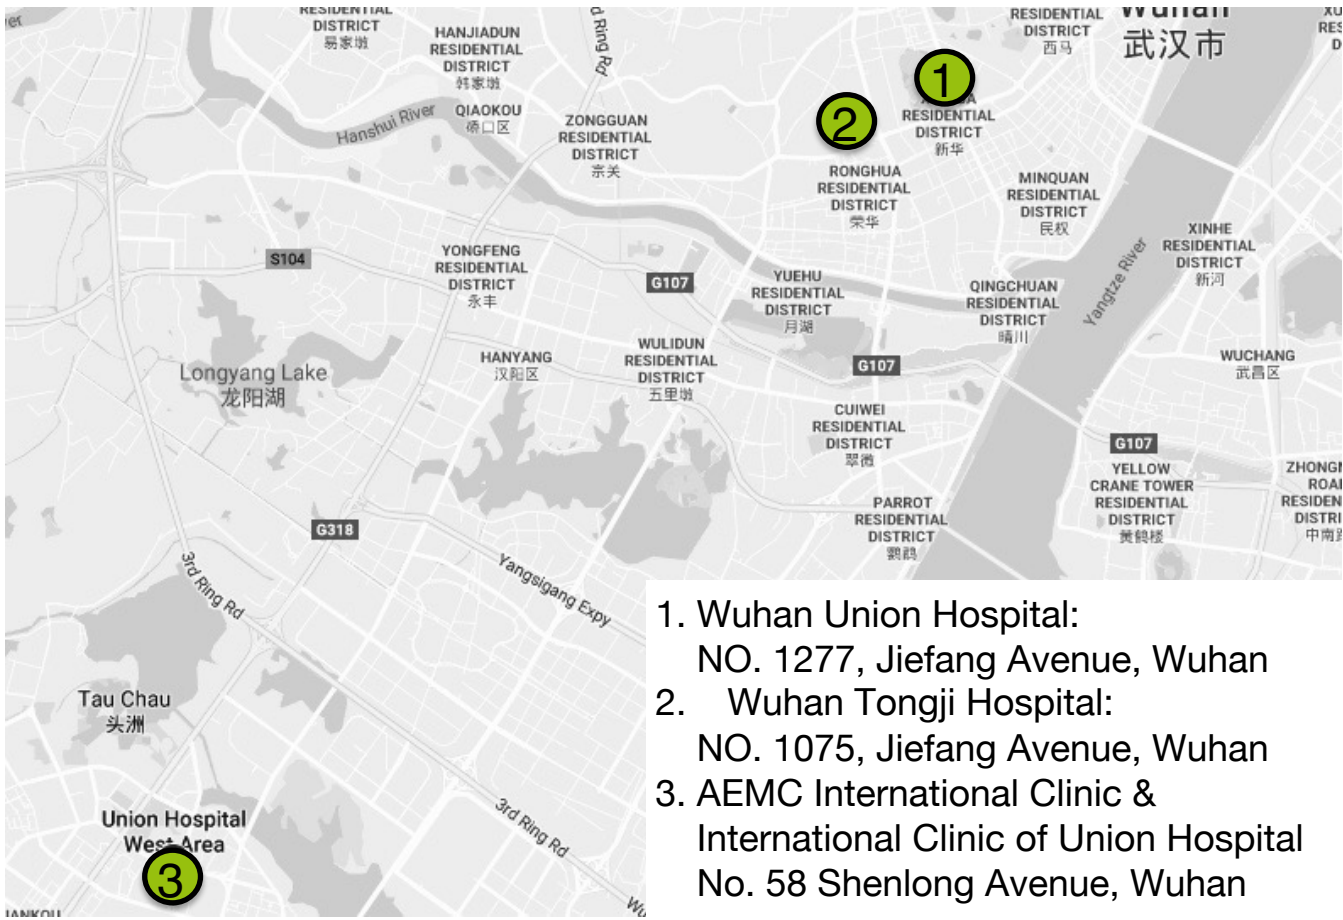 RESIDENTIAL
DISTRICT
易家墩
HANJIADUN
RESIDENTIAL
DISTRICT
韩家墩
3rd Ring Rd
RESIDENTIAL
DISTRICT
西马
Wuhan
武汉市
1
2
RESIDENTIAL
DISTRICT
新华
Hanshui River
QIAOKOU
硚口区
ZONGGUAN
RESIDENTIAL
DISTRICT
宗关
RONGHUA
RESIDENTIAL
DISTRICT
荣华
MINQUAN
RESIDENTIAL
DISTRICT
民权
XINHE
RESIDENTIAL
DISTRICT
新河
S104
YONGFENG
RESIDENTIAL
DISTRICT
永丰
G107
YUEHU
RESIDENTIAL
DISTRICT
月湖
QINGCHUAN
RESIDENTIAL
DISTRICT
晴川
Yangtze River
Longyang Lake
龙阳湖
HANYANG
汉阳区
WULIDUN
RESIDENTIAL
DISTRICT
五里墩
G107
WUCHANG
武昌区
CUIWEI
RESIDENTIAL
DISTRICT
翠微
G107
YELLOW
CRANE TOWER
RESIDENTIAL
DISTRICT
黄鹤楼
PARROT
RESIDENTIAL
DISTRICT
鹦鹉
G318
3rd Ring Rd
Yangsigang Expy
Tau Chau
头洲
Union Hospital
West Area
3
3rd Ring Rd
1. Wuhan Union Hospital:
NO. 1277, Jiefang Avenue, Wuhan
2. Wuhan Tongji Hospital:
NO. 1075, Jiefang Avenue, Wuhan
3. AEMC International Clinic &
International Clinic of Union Hospital
No. 58 Shenlong Avenue, Wuhan